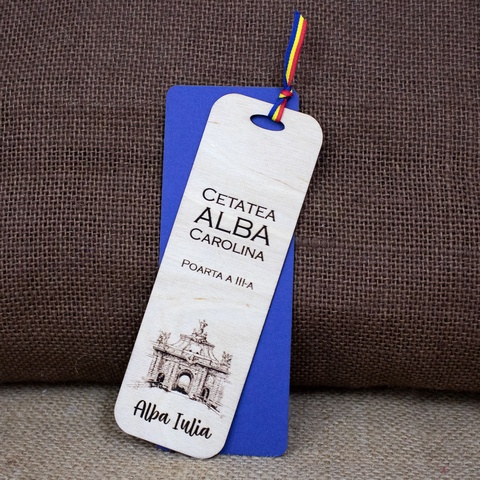 CETATEA
ALBA
CAROLINA
POARTA A III-A
Alba Iulia